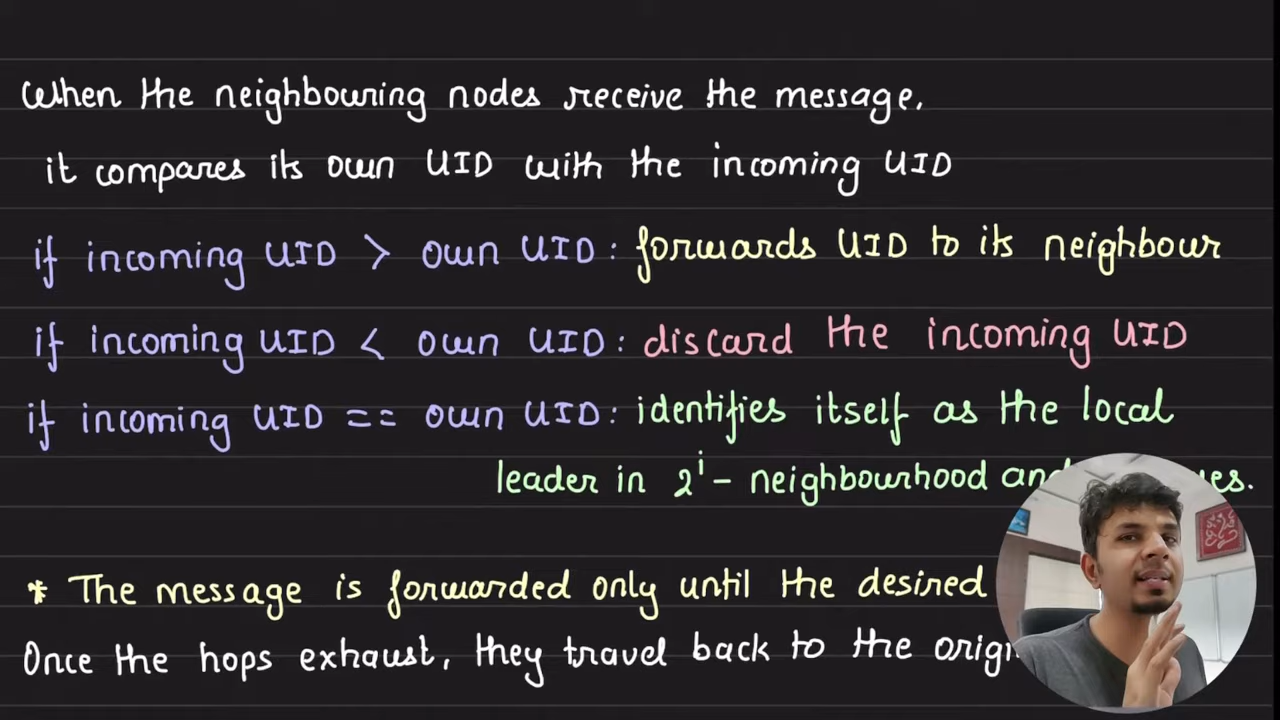 When the neighbouring nodes receive the message,
it compares its own UID with the incoming UID
if incoming UID > own UID: forwards UID to its neighbour
if incoming UID < own UID: discard the incoming UID
if incoming UID == own UID: identifies itself as the local
leader in 2^i - neighbourhood
* The message is forwarded only until the desired
Once the hops exhaust, they travel back to the